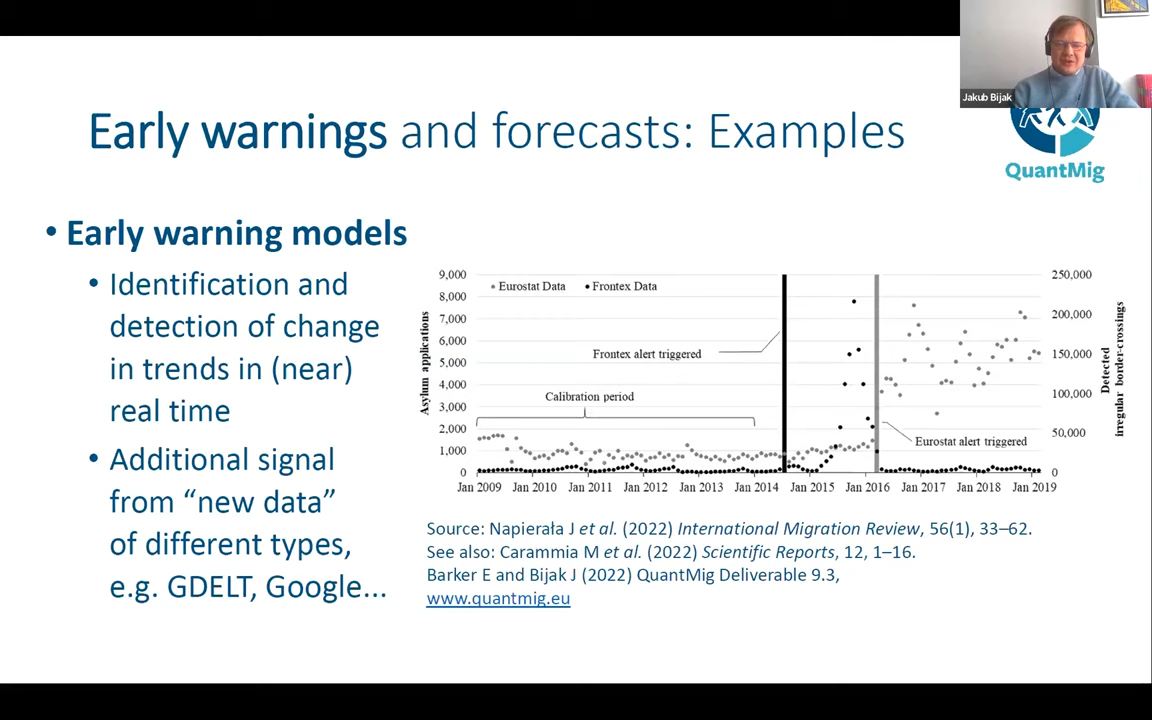 Jakub Bijak
Early warnings and forecasts: Examples
QuantMig
• Early warning models
• Identification and
detection of change
in trends in (near)
real time
• Additional signal
from “new data”
of different types,
e.g. GDELT, Google...
9,000
8,000
7,000
6,000
5,000
4,000
3,000
2,000
1,000
0
Asylum applications
Eurostat Data
Frontex Data
Frontex alert triggered
Calibration period
Eurostat alert triggered
250,000
200,000
150,000
100,000
50,000
0
Detected
irregular border-crossings
Jan 2009 Jan 2010 Jan 2011 Jan 2012 Jan 2013 Jan 2014 Jan 2015 Jan 2016 Jan 2017 Jan 2018 Jan 2019
Source: Napierała J et al. (2022) International Migration Review, 56(1), 33–62.
See also: Carammia M et al. (2022) Scientific Reports, 12, 1–16.
Barker E and Bijak J (2022) QuantMig Deliverable 9.3,
www.quantmig.eu